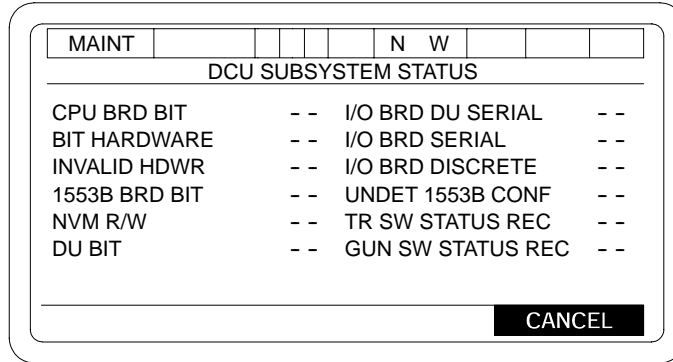 MAINT N W
DCU SUBSYSTEM STATUS
CPU BRD BIT - - I/O BRD DU SERIAL - -
BIT HARDWARE - - I/O BRD SERIAL - -
INVALID HDWR - - I/O BRD DISCRETE - -
1553B BRD BIT - - UNDET 1553B CONF - -
NVM R/W - - TR SW STATUS REC - -
DU BIT - - GUN SW STATUS REC - -
CANCEL